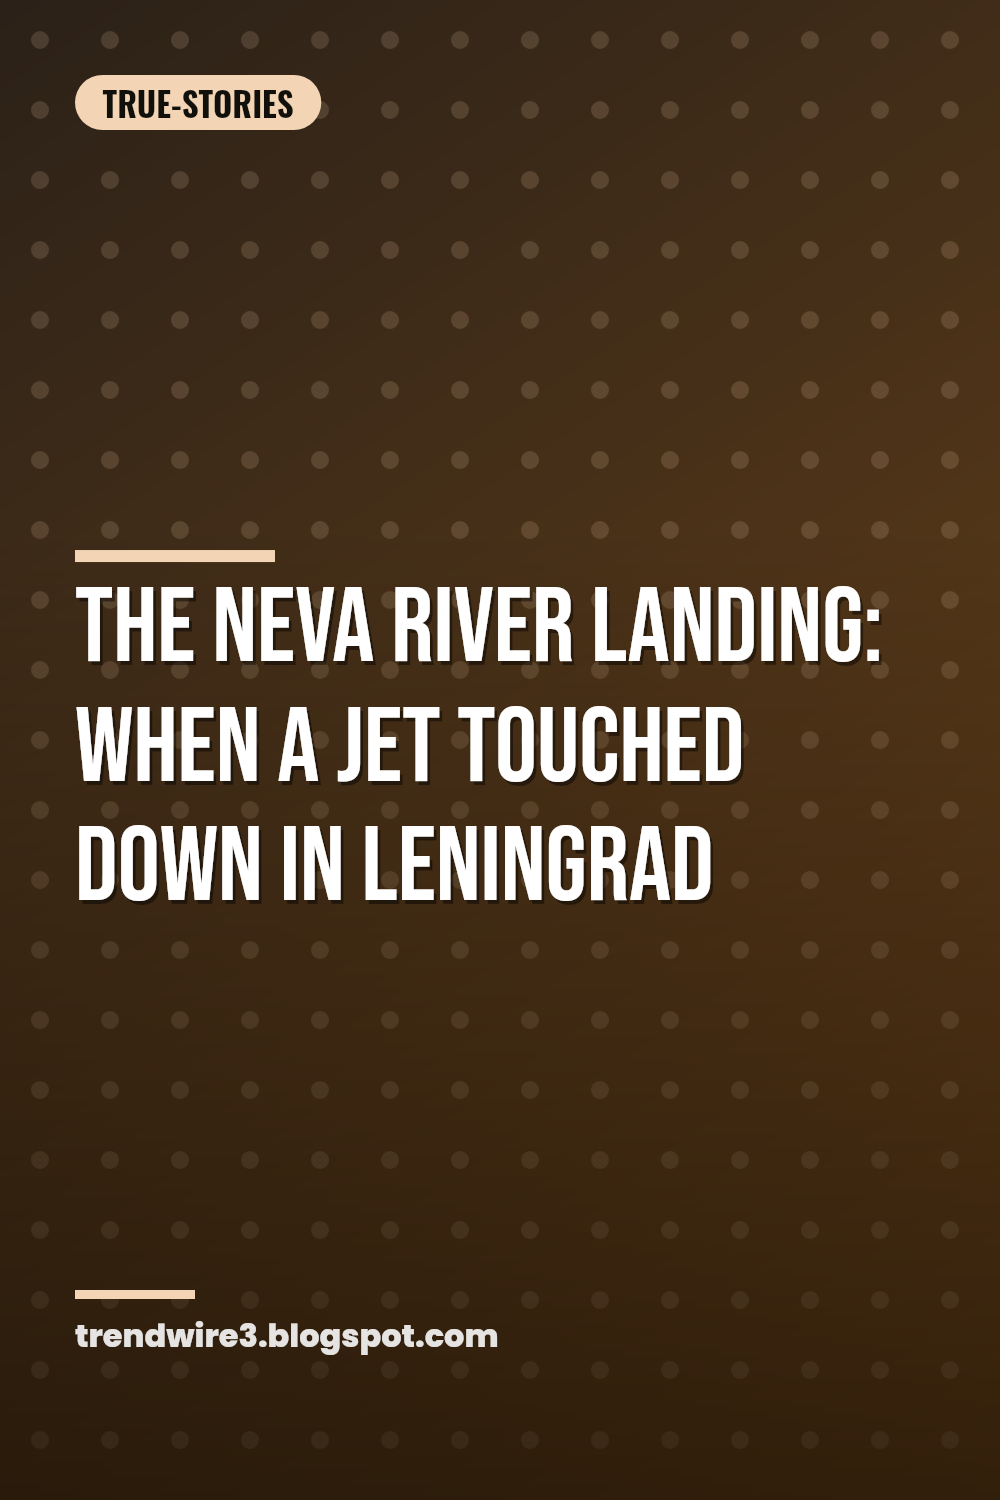 TRUE-STORIES
THE NEVA RIVER LANDING:
WHEN A JET TOUCHED
DOWN IN LENINGRAD
trendwire3.blogspot.com